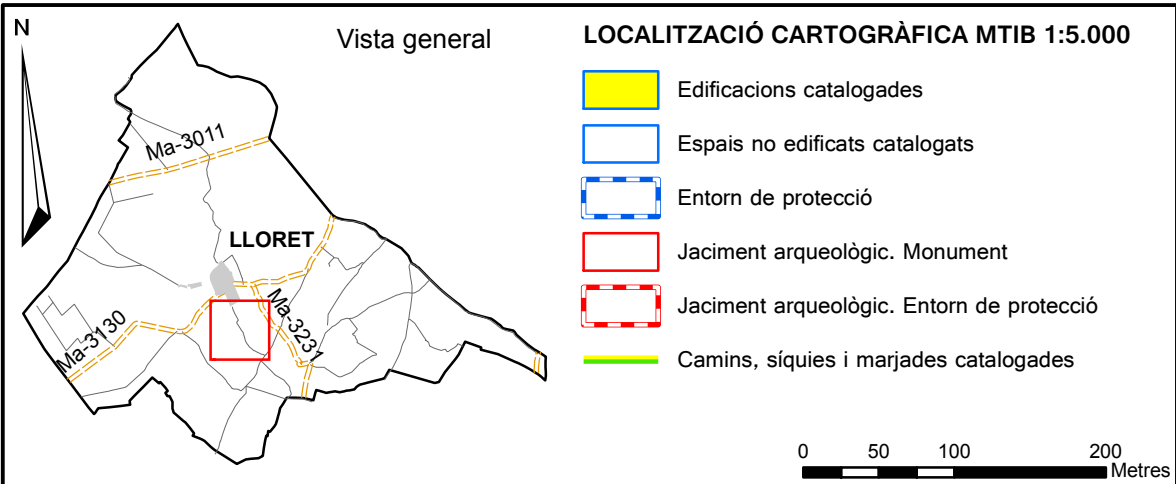 N
Vista general
Ma-3011
LLORET
Ma-3130
Ma-3231
LOCALITZACIÓ CARTOGRÀFICA MTIB 1:5.000
Edificacions catalogades
Espais no edificats catalogats
Entorn de protecció
Jaciment arqueològic. Monument
Jaciment arqueològic. Entorn de protecció
Camins, síquies i marjades catalogades
0 50 100 200
Metres